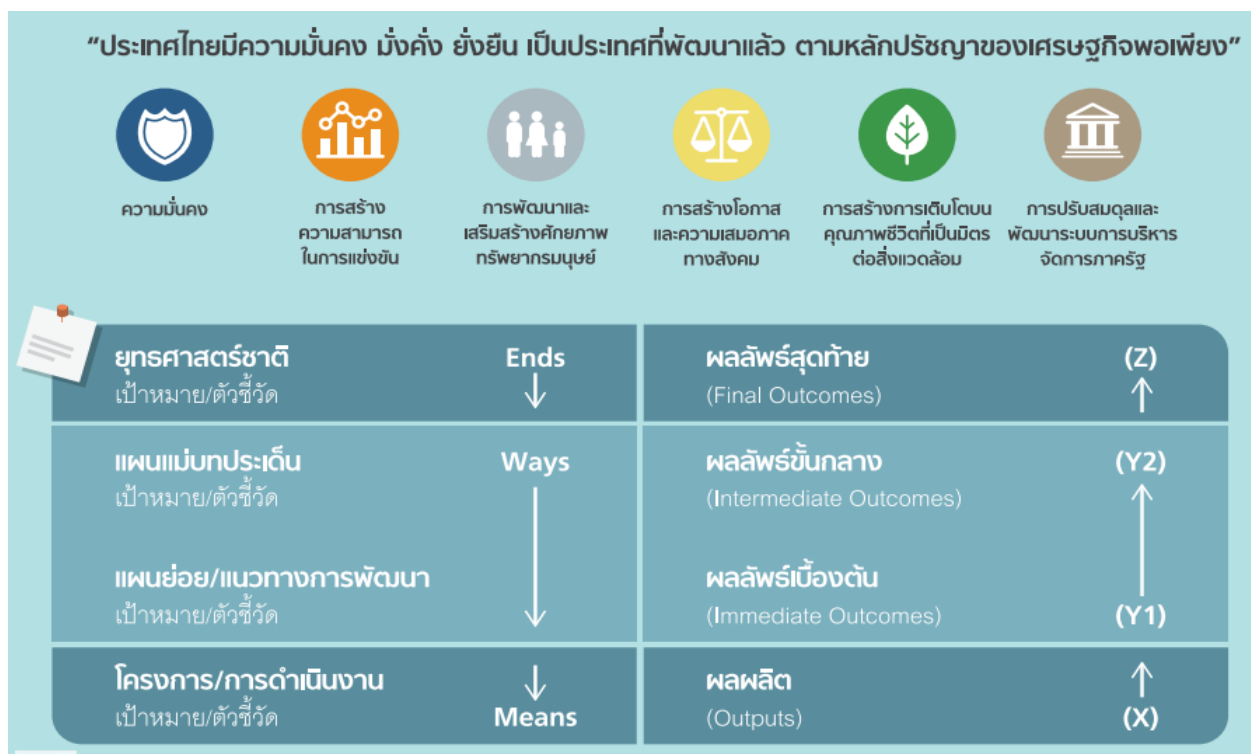 “ประเทศไทยมีความมั่นคง มั่งคั่ง ยั่งยืน เป็นประเทศที่พัฒนาแล้ว ตามหลักปรัชญาของเศรษฐกิจพอเพียง”
ความมั่นคง
การสร้าง
ความสามารถ
ในการแข่งขัน
การพัฒนาและ
เสริมสร้างศักยภาพ
ทรัพยากรมนุษย์
การสร้างโอกาส
และความเสมอภาค
ทางสังคม
การสร้างการเติบโตบน
คุณภาพชีวิตที่เป็นมิตร
ต่อสิ่งแวดล้อม
การปรับสมดุลและ
พัฒนาระบบการบริหาร
จัดการภาครัฐ
ยุทธศาสตร์ชาติ Ends
เป้าหมาย/ตัวชี้วัด
ผลลัพธ์สุดท้าย (Z)
(Final Outcomes)
แผนแม่บทประเด็น Ways
เป้าหมาย/ตัวชี้วัด
ผลลัพธ์ขั้นกลาง (Y2)
(Intermediate Outcomes)
แผนย่อย/แนวทางการพัฒนา
เป้าหมาย/ตัวชี้วัด
ผลลัพธ์เบื้องต้น
(Immediate Outcomes) (Y1)
โครงการ/การดำเนินงาน
เป้าหมาย/ตัวชี้วัด Means
ผลผลิต
(Outputs) (X)